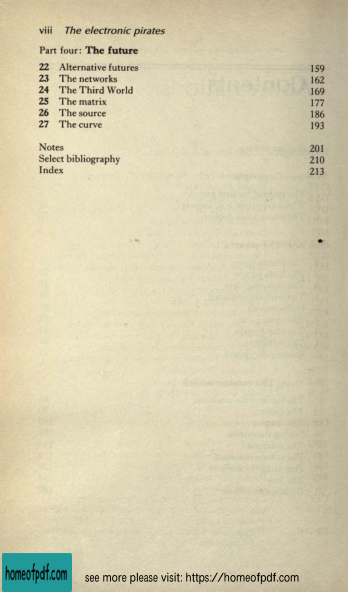 viii The electronic pirates
Part four: The future
22 Alternative futures 159
23 The networks 162
24 The Third World 169
25 The matrix 177
26 The source 186
27 The curve 193
Notes 201
Select bibliography 210
Index 213
homeofpdf.com see more please visit: https://homeofpdf.com